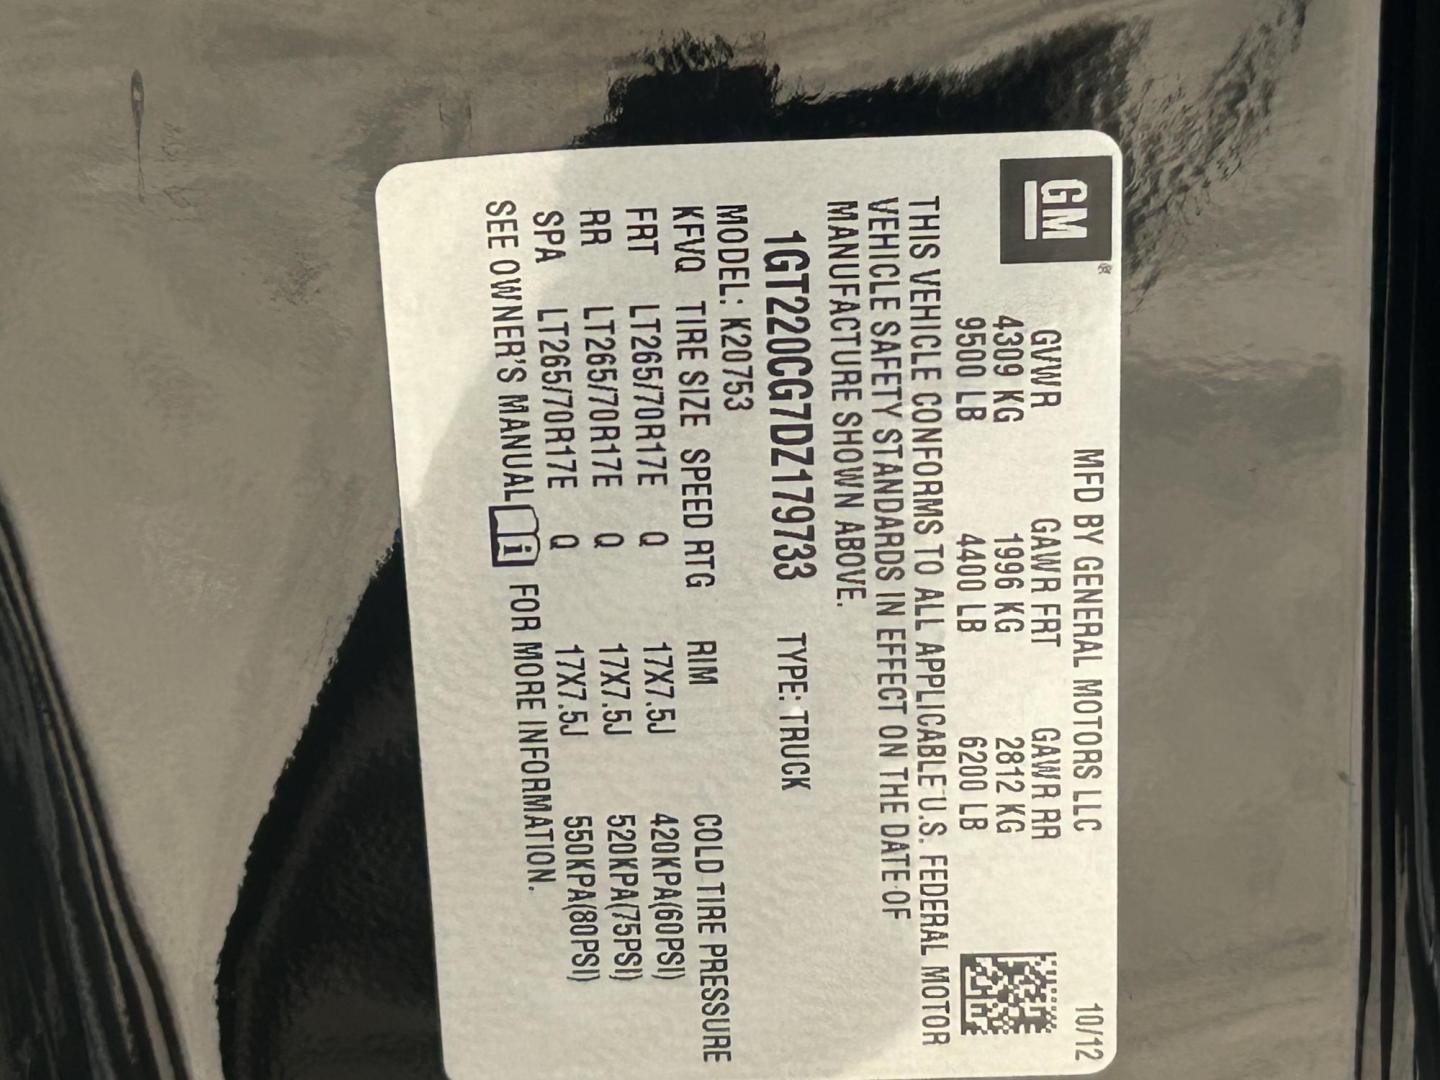 GM®
MFD BY GENERAL MOTORS LLC 10/12
GVWR GAWR FRT GAWR RR
4309 KG 1996 KG 2812 KG
9500 LB 4400 LB 6200 LB
THIS VEHICLE CONFORMS TO ALL APPLICABLE U.S. FEDERAL MOTOR
VEHICLE SAFETY STANDARDS IN EFFECT ON THE DATE OF
MANUFACTURE SHOWN ABOVE.
1GT220CG7DZ179733 TYPE: TRUCK
MODEL: K20753
KFVQ TIRE SIZE SPEED RTG RIM COLD TIRE PRESSURE
FRT LT265/70R17E Q 17X7.5J 420KPA(60PSI)
RR LT265/70R17E Q 17X7.5J 520KPA(75PSI)
SPA LT265/70R17E Q 17X7.5J 550KPA(80PSI)
SEE OWNER'S MANUAL i FOR MORE INFORMATION.